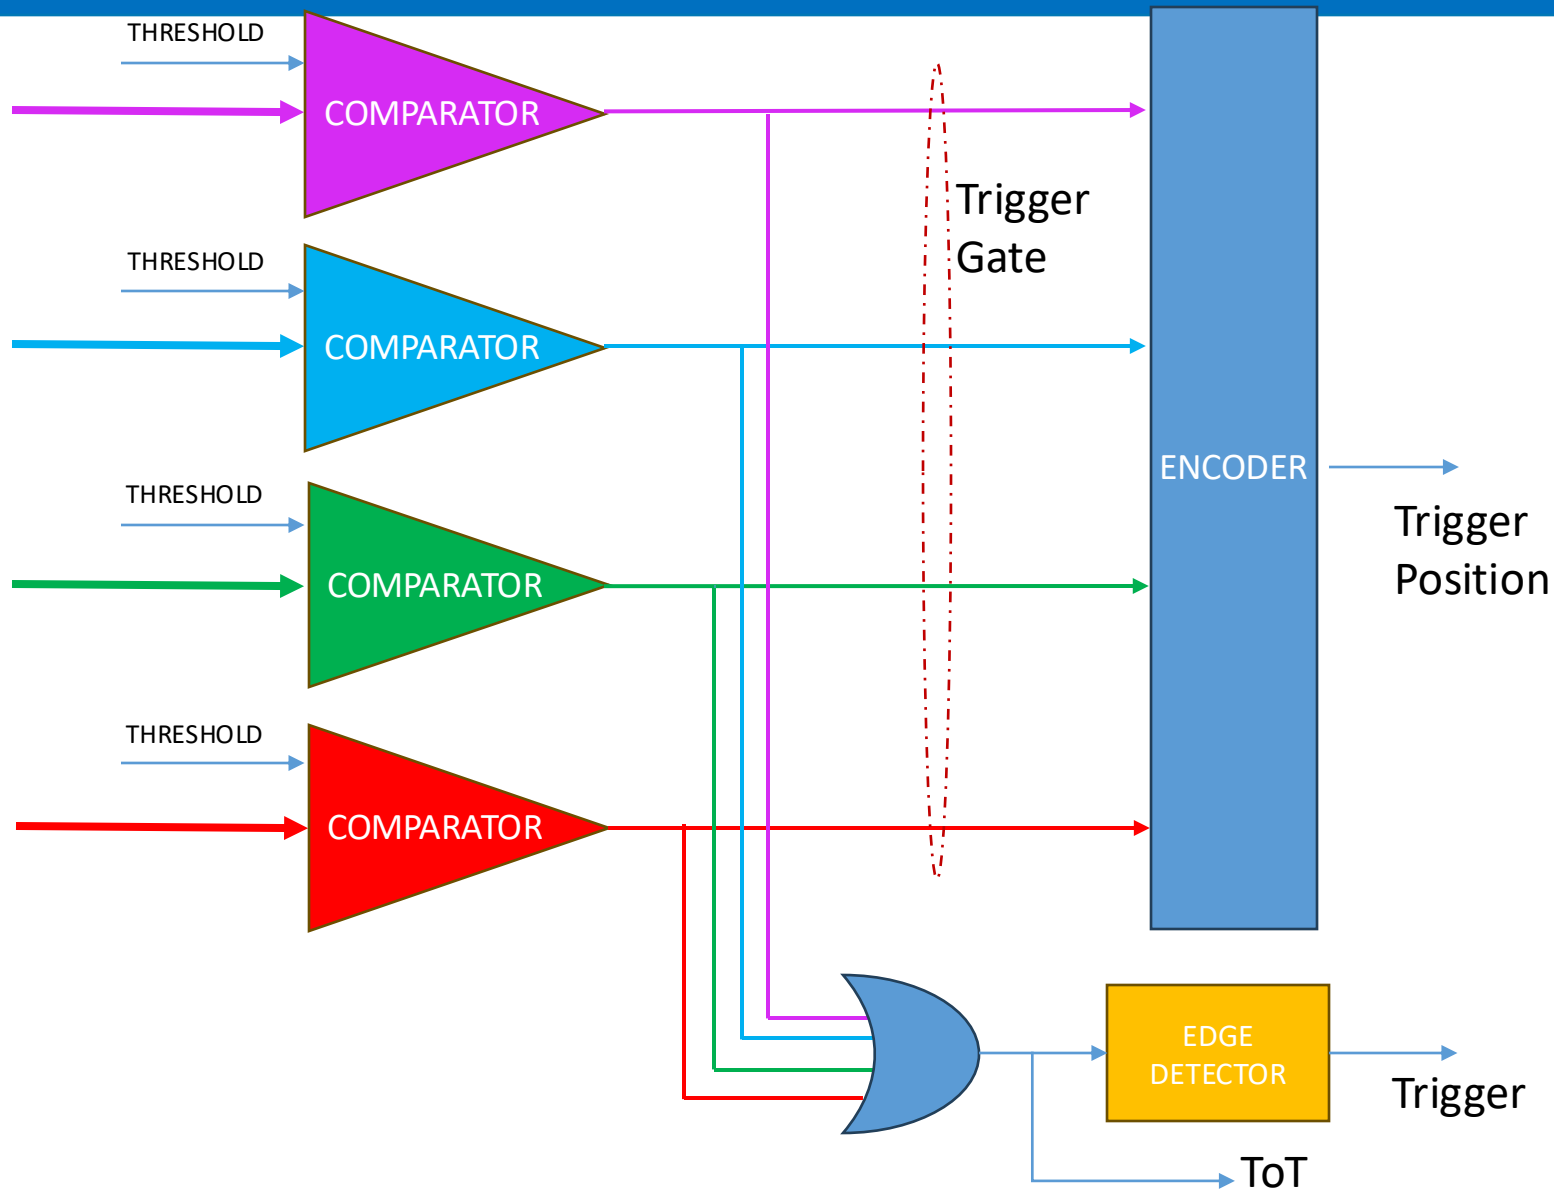 THRESHOLD
COMPARATOR
Trigger
Gate
THRESHOLD
COMPARATOR
ENCODER
THRESHOLD
Trigger
Position
COMPARATOR
THRESHOLD
COMPARATOR
EDGE
DETECTOR
Trigger
ToT